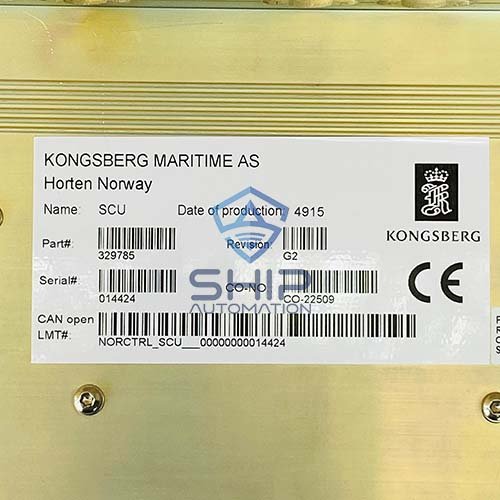 KONGSBERG MARITIME AS
Horten Norway
Name: SCU Date of production: 4915
Part#: 329785 Revision: G2
KONGSBERG
Serial#: 014424 CO-NO: CO-22509
SHIP
AUTOMATION
CAN open
LMT#: NORCTRL_SCU___00000000014424